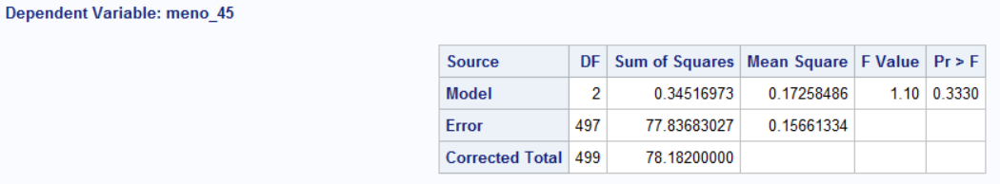 Dependent Variable: meno_45
Source DF Sum of Squares Mean Square F Value Pr > F
Model 2 0.34516973 0.17258486 1.10 0.3330
Error 497 77.83683027 0.15661334
Corrected Total 499 78.18200000